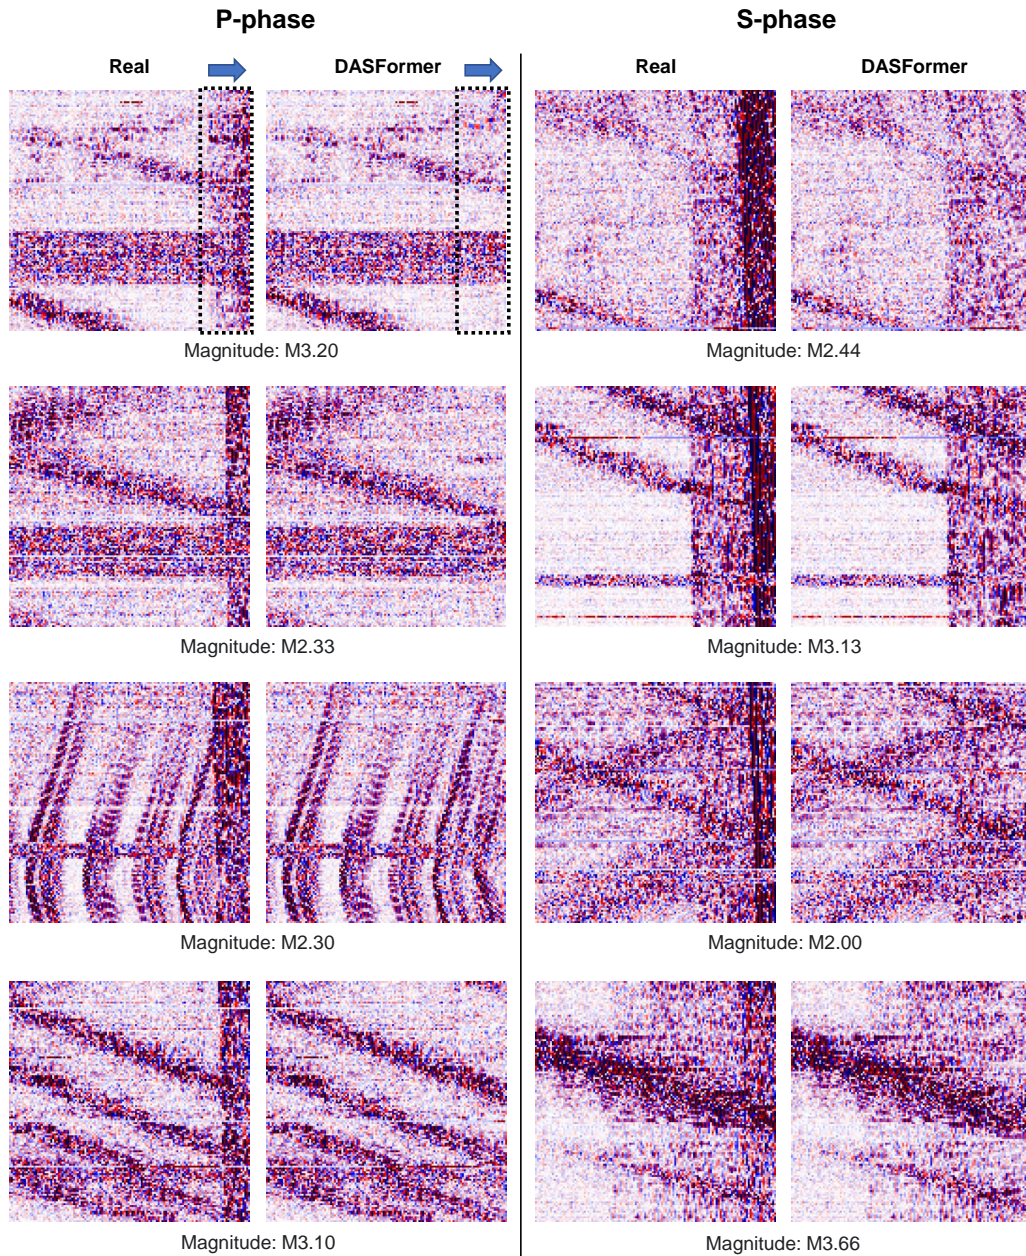 P-phase
S-phase
Real
DASFormer
Real
DASFormer
Magnitude: M3.20
Magnitude: M2.44
Magnitude: M2.33
Magnitude: M3.13
Magnitude: M2.30
Magnitude: M2.00
Magnitude: M3.10
Magnitude: M3.66